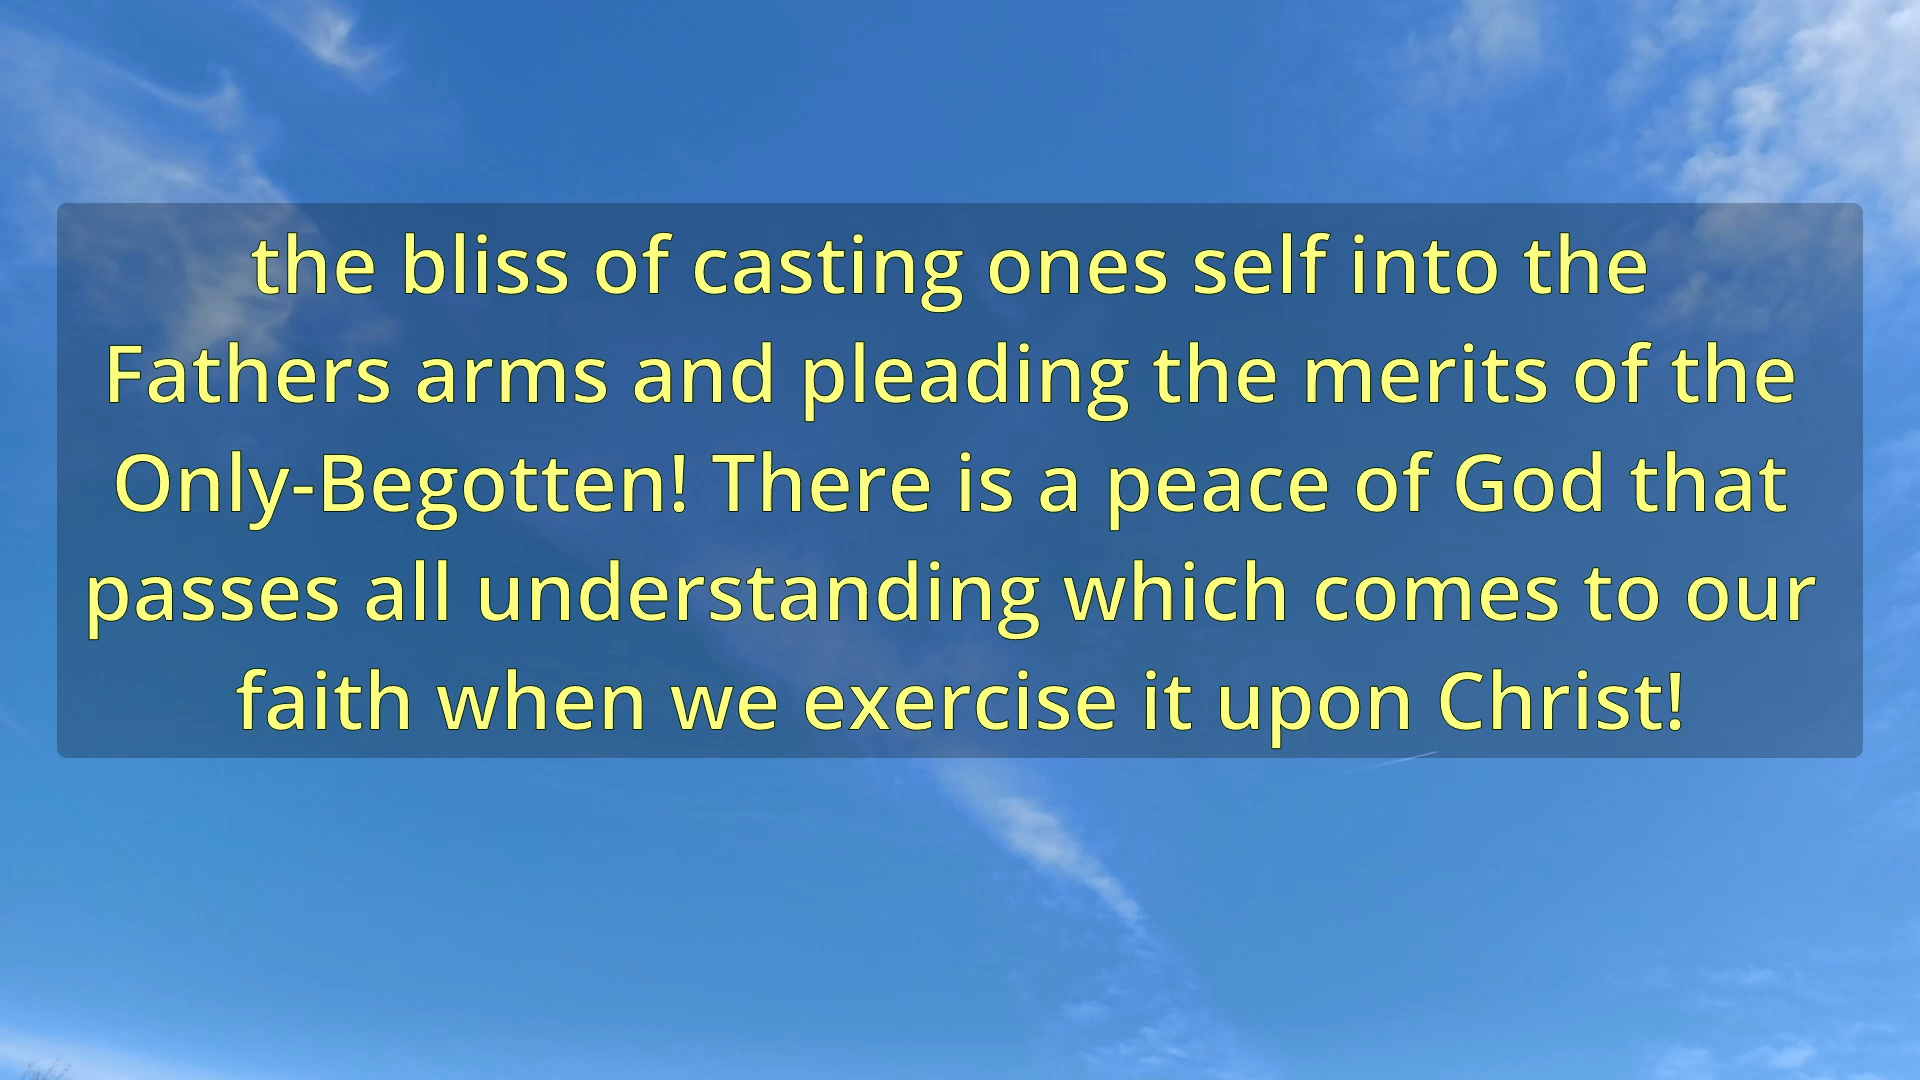 the bliss of casting ones self into the
Fathers arms and pleading the merits of the
Only-Begotten! There is a peace of God that
passes all understanding which comes to our
faith when we exercise it upon Christ!